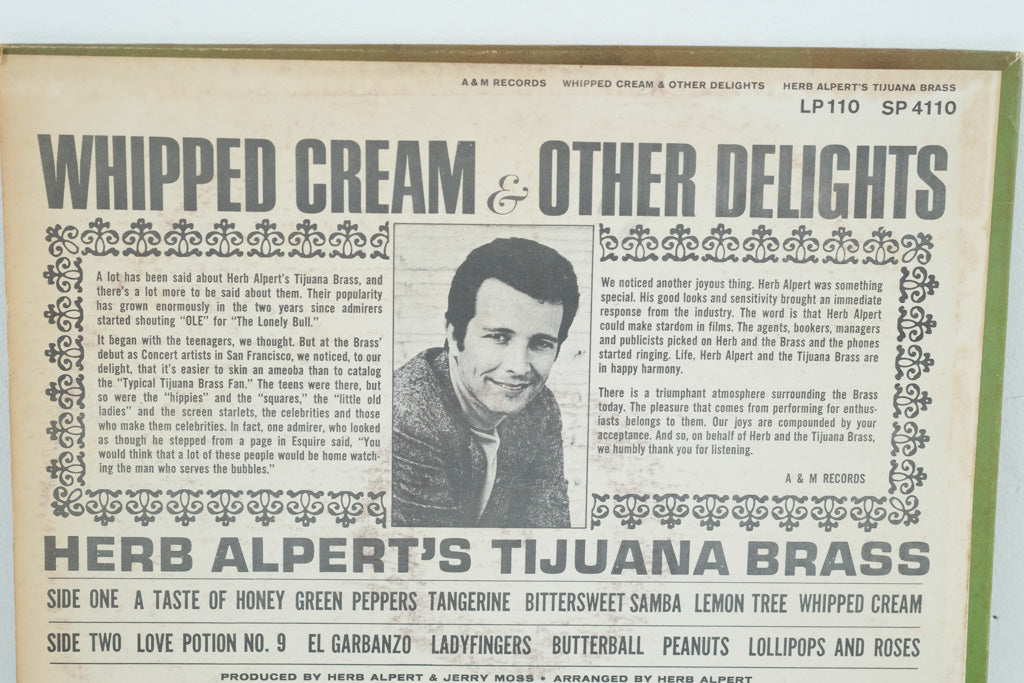 A & M RECORDS WHIPPED CREAM & OTHER DELIGHTS HERB ALPERT'S TIJUANA BRASS
LP 110 SP 4110
WHIPPED CREAM & OTHER DELIGHTS
A lot has been said about Herb Alpert's Tijuana Brass, and
there's a lot more to be said about them. Their popularity
has grown enormously in the two years since admirers
started shouting "OLE" for "The Lonely Bull."
It began with the teenagers, we thought. But at the Brass'
debut as Concert artists in San Francisco, we noticed, to our
delight, that it's easier to skin an ameoba than to catalog
the "Typical Tijuana Brass Fan." The teens were there, but
so were the "hippies" and the "squares," the "little old
ladies" and the screen starlets, the celebrities and those
who make them celebrities. In fact, one admirer, who looked
as though he stepped from a page in Esquire said, "You
would think that a lot of these people would be home watch-
ing the man who serves the bubbles."
We noticed another joyous thing. Herb Alpert was something
special. His good looks and sensitivity brought an immediate
response from the industry. The word is that Herb Alpert
could make stardom in films. The agents, bookers, managers
and publicists picked on Herb and the Brass and the phones
started ringing. Life, Herb Alpert and the Tijuana Brass are
in happy harmony.
There is a triumphant atmosphere surrounding the Brass
today. The pleasure that comes from performing for enthus-
iasts belongs to them. Our joys are compounded by your
acceptance. And so, on behalf of Herb and the Tijuana Brass,
we humbly thank you for listening.
A & M RECORDS
HERB ALPERT'S TIJUANA BRASS
SIDE ONE A TASTE OF HONEY GREEN PEPPERS TANGERINE BITTERSWEET SAMBA LEMON TREE WHIPPED CREAM
SIDE TWO LOVE POTION NO. 9 EL GARBANZO LADYFINGERS BUTTERBALL PEANUTS LOLLIPOPS AND ROSES
PRODUCED BY HERB ALPERT & JERRY MOSS • ARRANGED BY HERB ALPERT